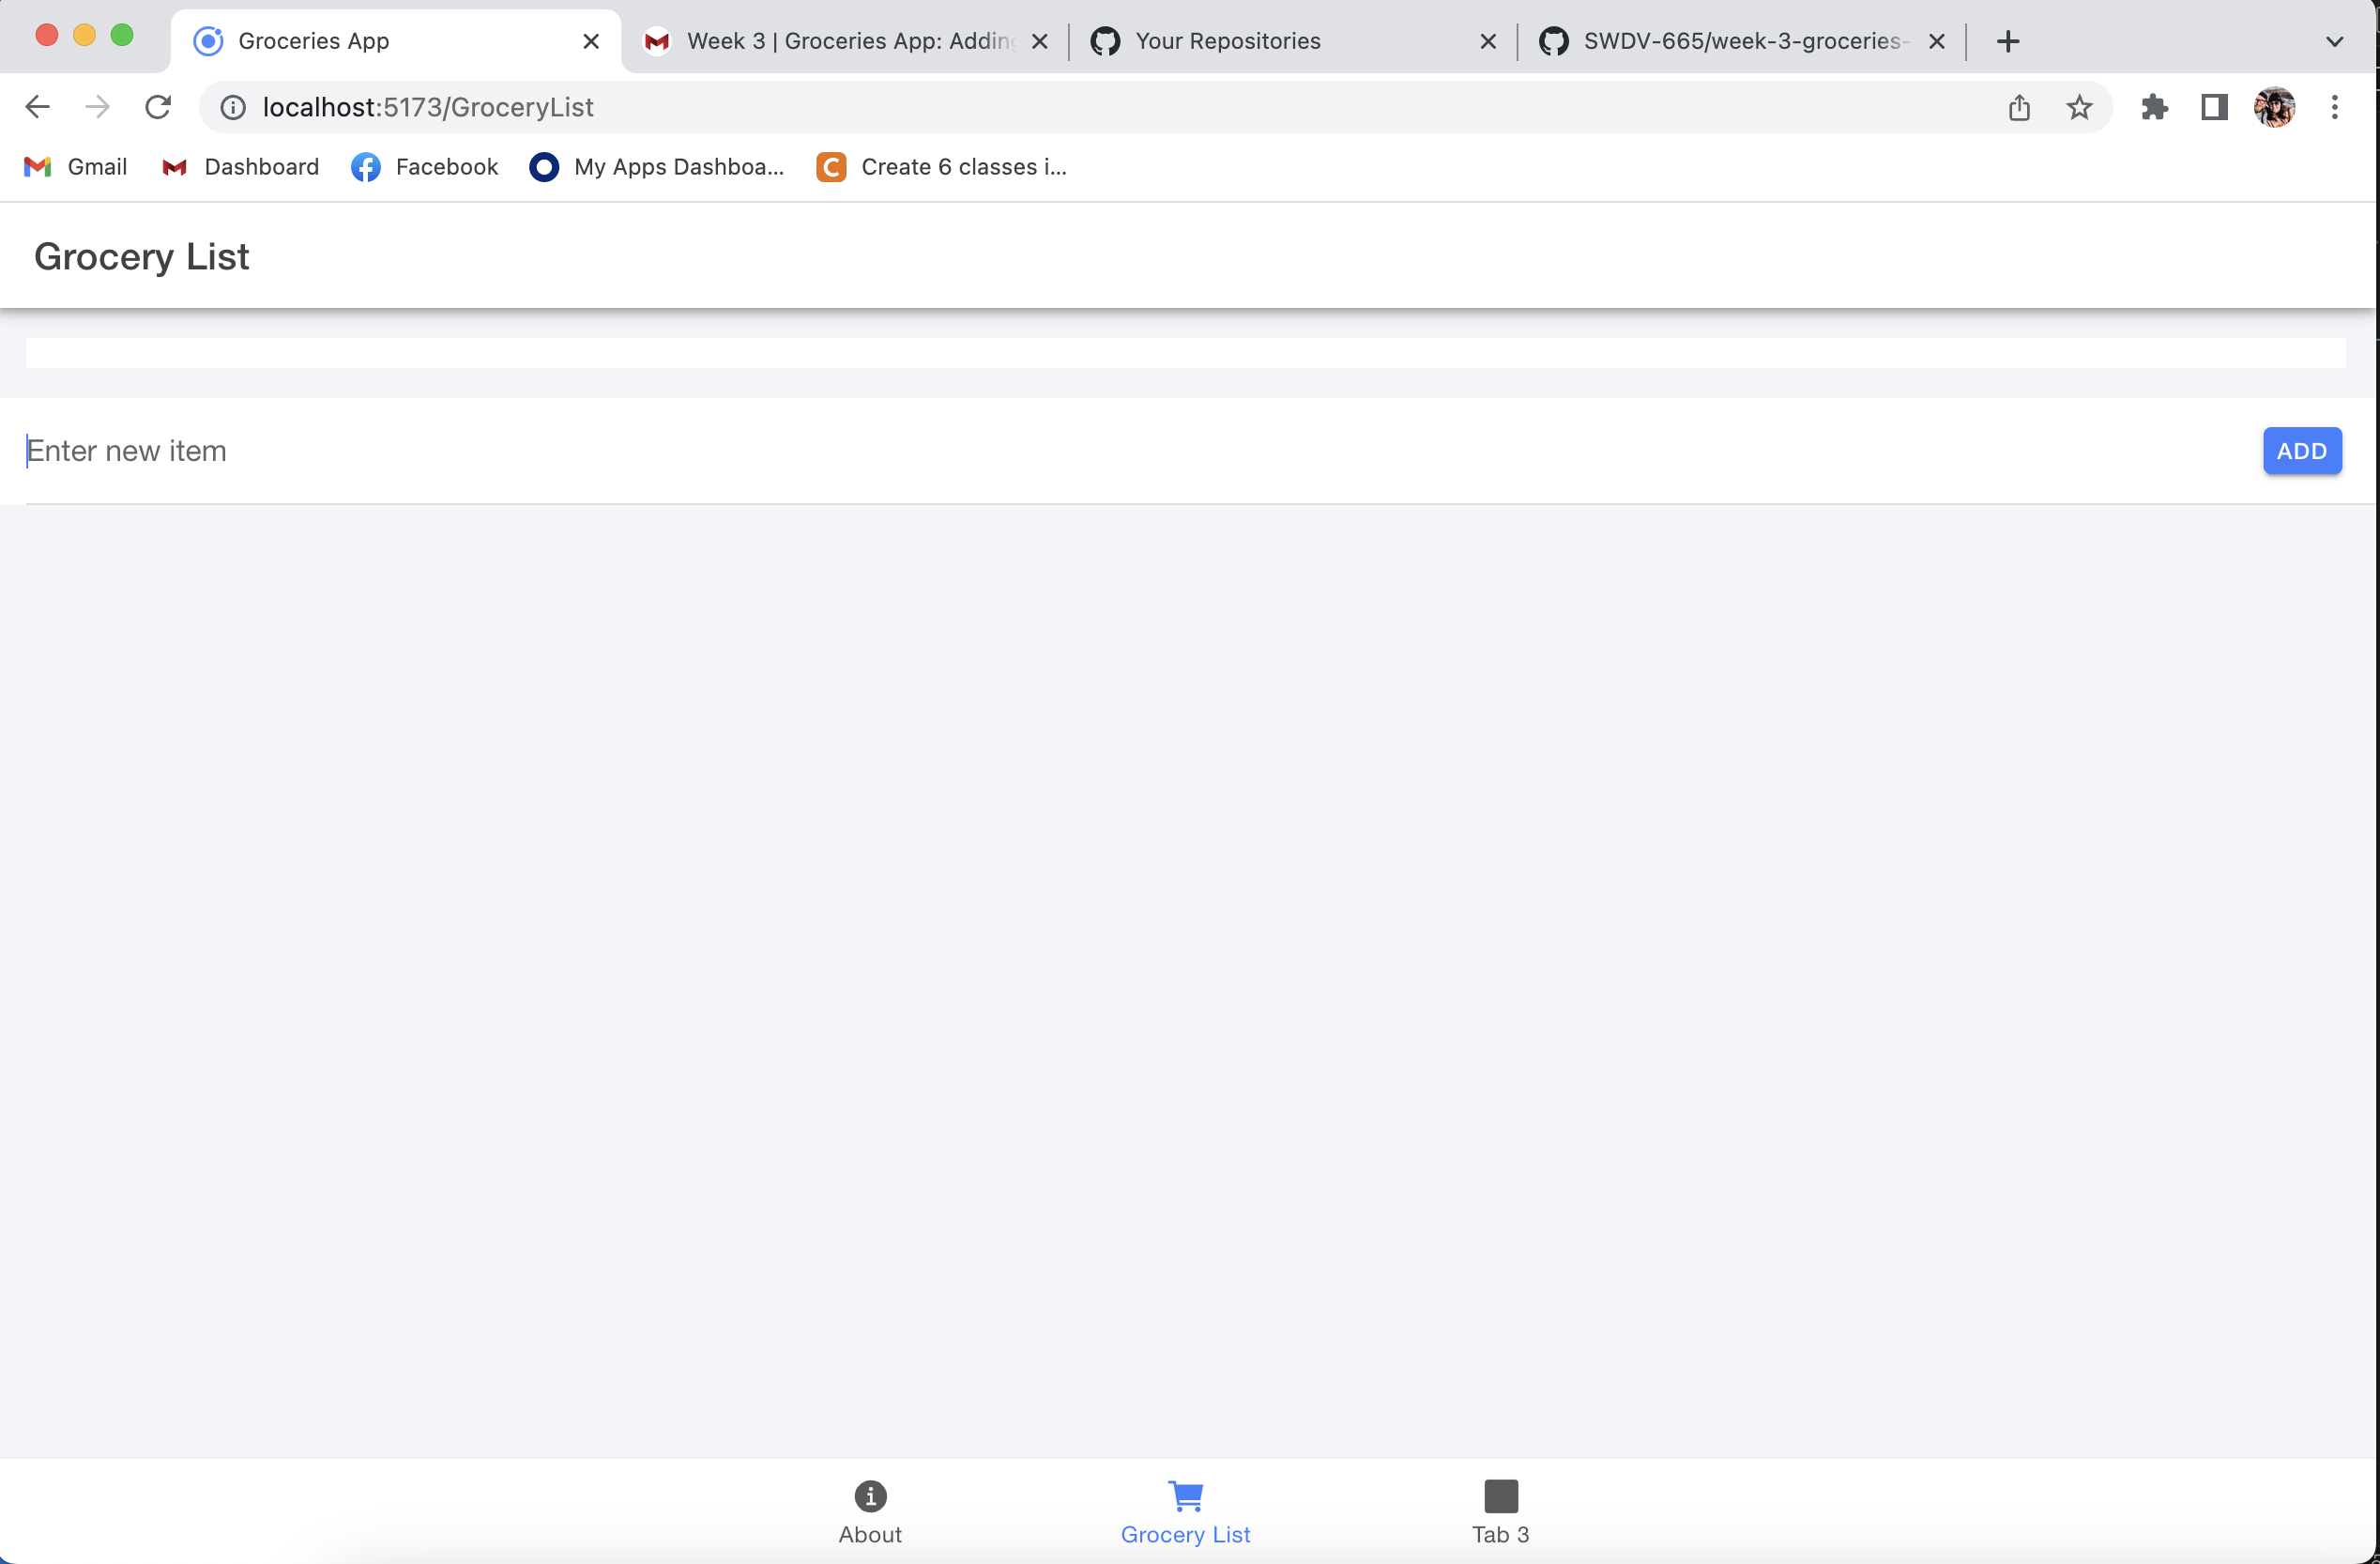 Groceries App
Week 3 | Groceries App: Adding
Your Repositories
SWDV-665/week-3-groceries-
localhost:5173/GroceryList
Gmail
Dashboard
Facebook
My Apps Dashboa...
Create 6 classes i...
Grocery List
Enter new item
ADD
About
Grocery List
Tab 3